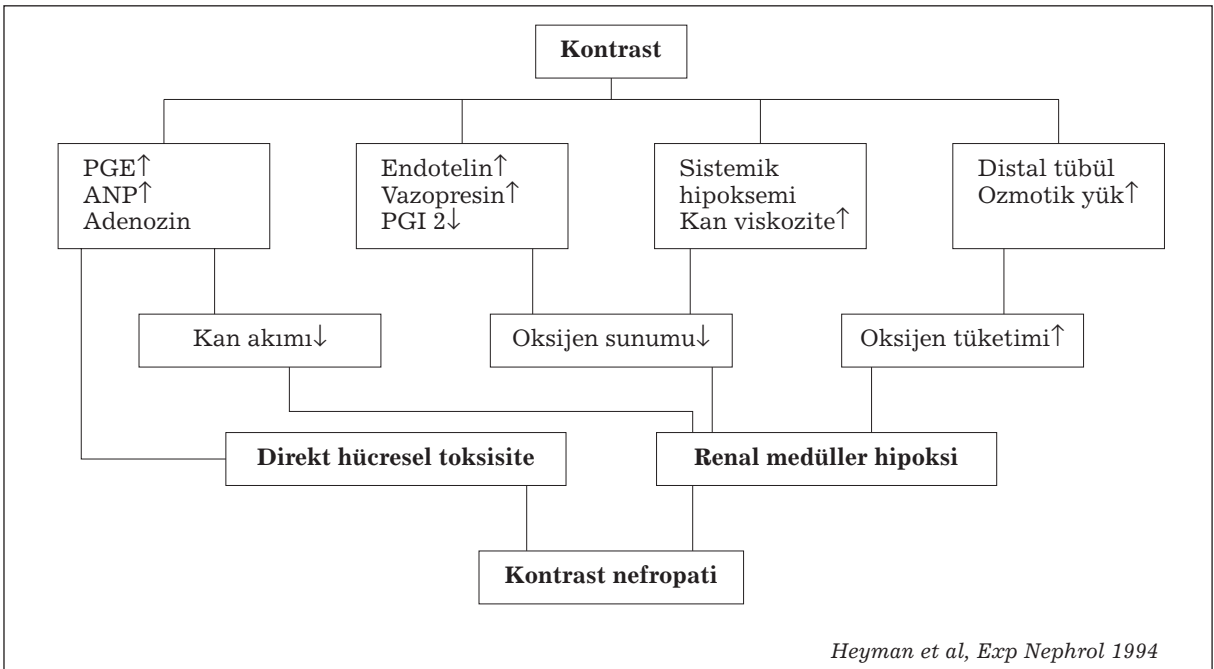 Kontrast
PGE↑
ANP↑
Adenozin
Endotelin↑
Vazopresin↑
PGI 2↓
Sistemik
hipoksemi
Kan viskozite↑
Distal tübül
Ozmotik yük↑
Kan akımı↓
Oksijen sunumu↓
Oksijen tüketimi↑
Direkt hücresel toksisite
Renal medüller hipoksi
Kontrast nefropati
Heyman et al, Exp Nephrol 1994